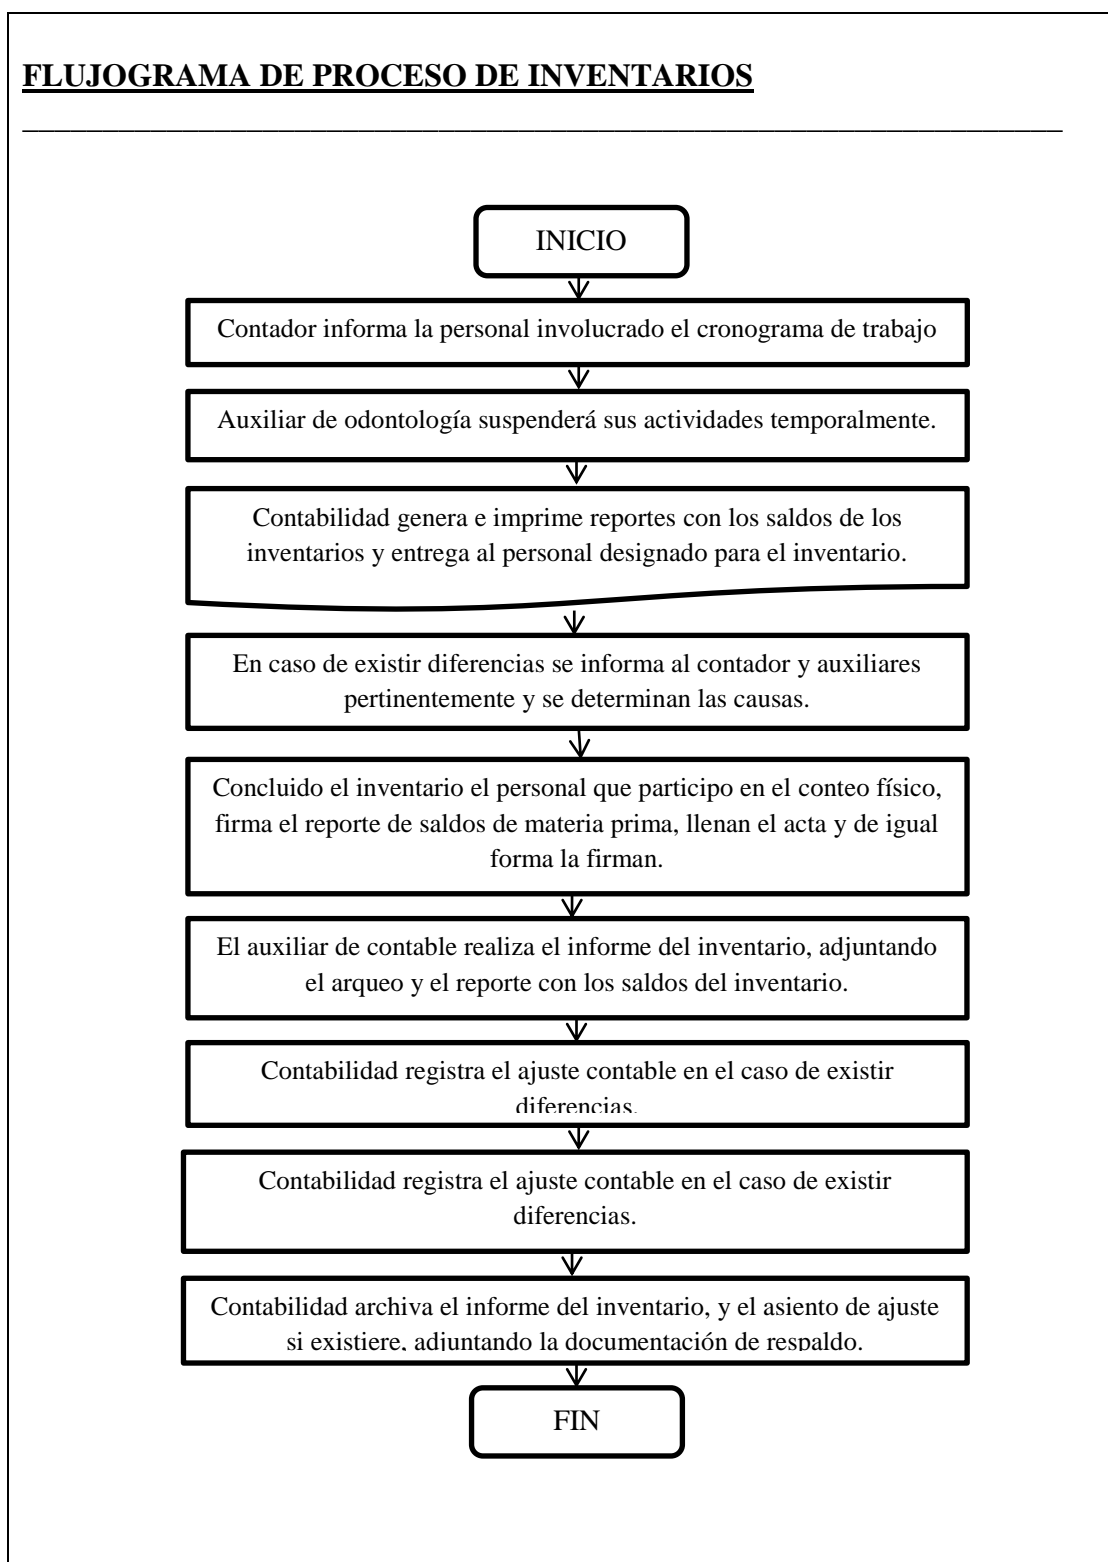 FLUJOGRAMA DE PROCESO DE INVENTARIOS
INICIO
Contador informa la personal involucrado el cronograma de trabajo
Auxiliar de odontología suspenderá sus actividades temporalmente.
Contabilidad genera e imprime reportes con los saldos de los
inventarios y entrega al personal designado para el inventario.
En caso de existir diferencias se informa al contador y auxiliares
pertinentemente y se determinan las causas.
Concluido el inventario el personal que participo en el conteo físico,
firma el reporte de saldos de materia prima, llenan el acta y de igual
forma la firman.
El auxiliar de contable realiza el informe del inventario, adjuntando
el arqueo y el reporte con los saldos del inventario.
Contabilidad registra el ajuste contable en el caso de existir
diferencias.
Contabilidad registra el ajuste contable en el caso de existir
diferencias.
Contabilidad archiva el informe del inventario, y el asiento de ajuste
si existiere, adjuntando la documentación de respaldo.
FIN